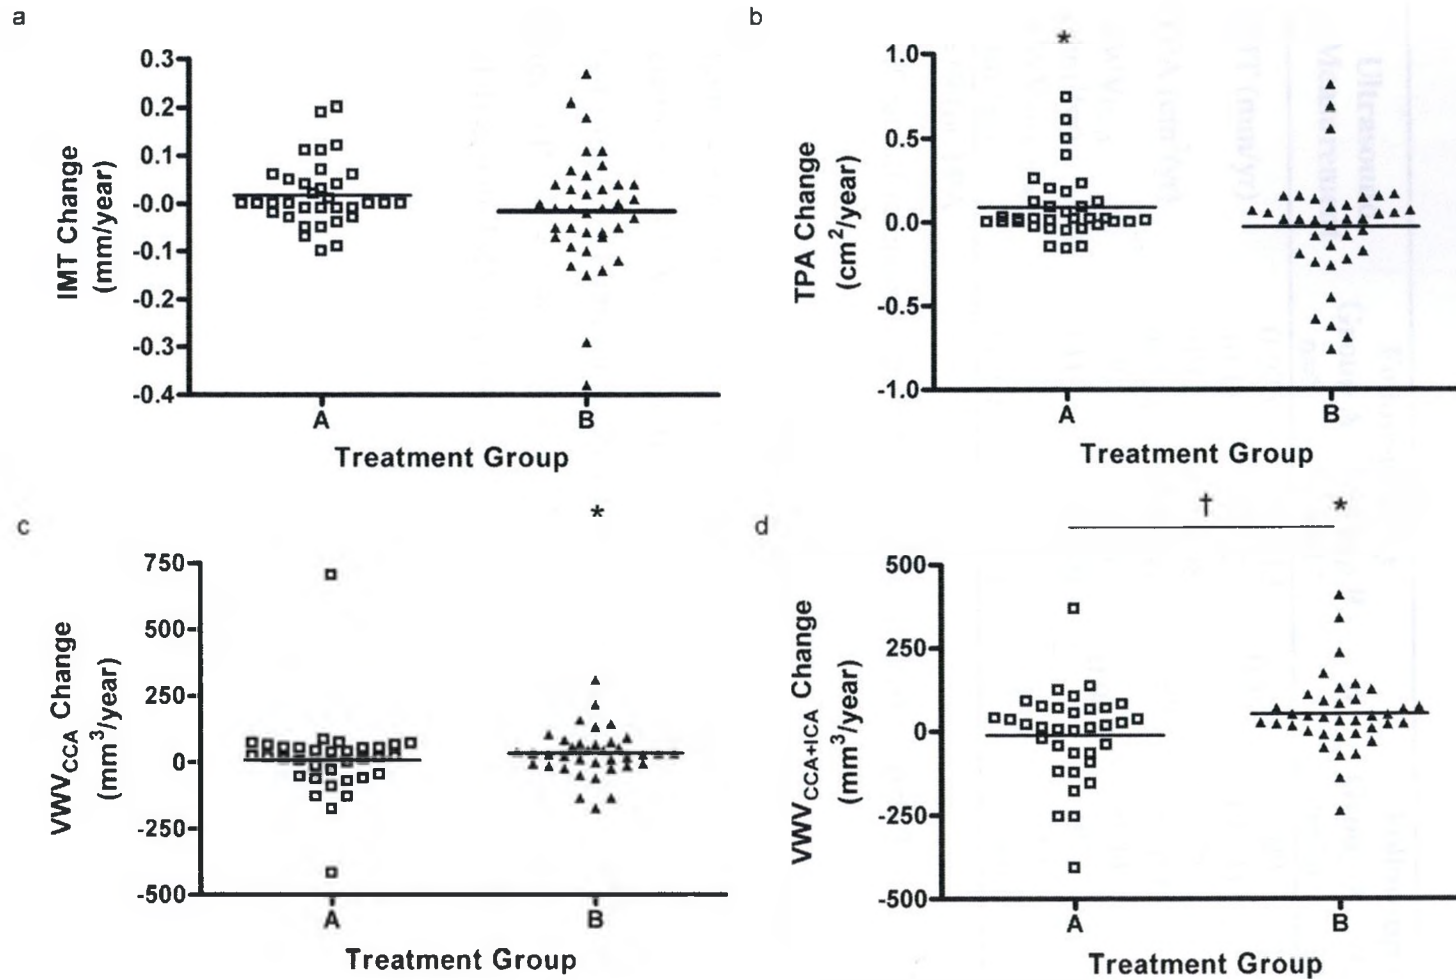 a
0.3
0.2
0.1
-0.0
-0.1
-0.2
-0.3
-0.4
IMT Change
(mm/year)
A
B
Treatment Group
b
*
1.0
0.5
0.0
-0.5
-1.0
TPA Change
(cm²/year)
A
B
Treatment Group
c
*
750
500
250
0
-250
-500
VWV_CCA Change
(mm³/year)
A
B
Treatment Group
d
† *
500
250
0
-250
-500
VWV_CCA+ICA Change
(mm³/year)
A
B
Treatment Group